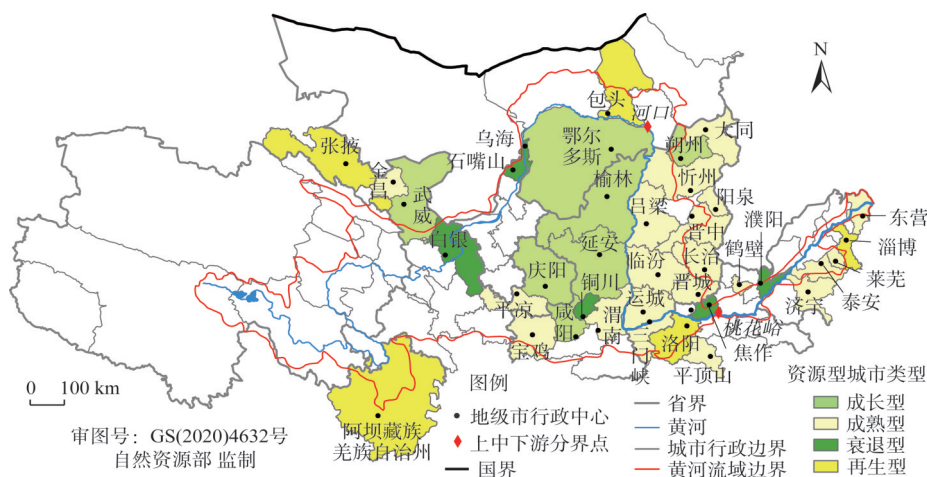 N
包头
河口
大同
乌海
鄂尔
多斯
朔州
张掖
石嘴山
忻州
金
昌
榆林
武
威
吕梁
阳泉
濮阳
东营
晋中
白银
延安
鹤壁
淄博
临汾
长治
庆阳
铜川
晋城
莱芜
平凉
咸
阳
渭
南
运城
济宁
泰安
桃花峪
宝鸡
三
门
峡
洛阳
焦作
平顶山
阿坝藏族
羌族自治州
0 100 km
审图号：GS(2020)4632号
自然资源部 监制
图例
地级市行政中心
上中下游分界点
国界
省界
黄河
城市行政边界
黄河流域边界
资源型城市类型
成长型
成熟型
衰退型
再生型